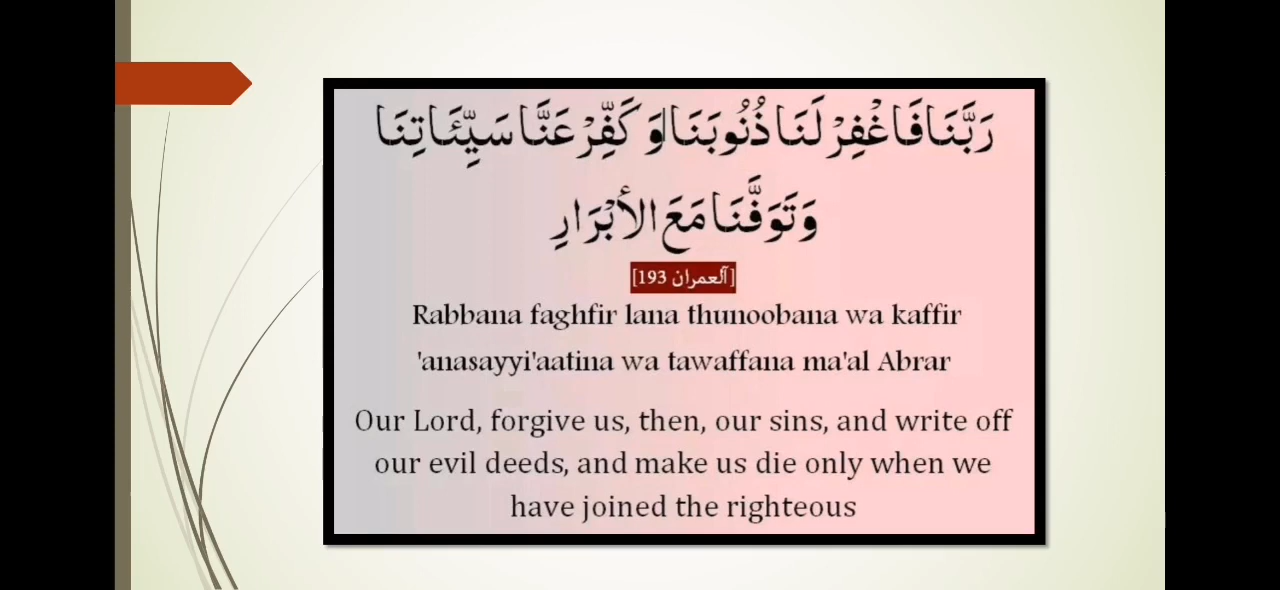 رَبَّنَا فَاغْفِرْ لَنَا ذُنُوبَنَا وَ كَفِّرْ عَنَّا سَيِّئَاتِنَا
وَتَوَفَّنَا مَعَ الأَبْرَارِ
[آلعمران 193]
Rabbana faghfir lana thunoobana wa kaffir
'anasayyi'aatina wa tawaffana ma'al Abrar
Our Lord, forgive us, then, our sins, and write off
our evil deeds, and make us die only when we
have joined the righteous